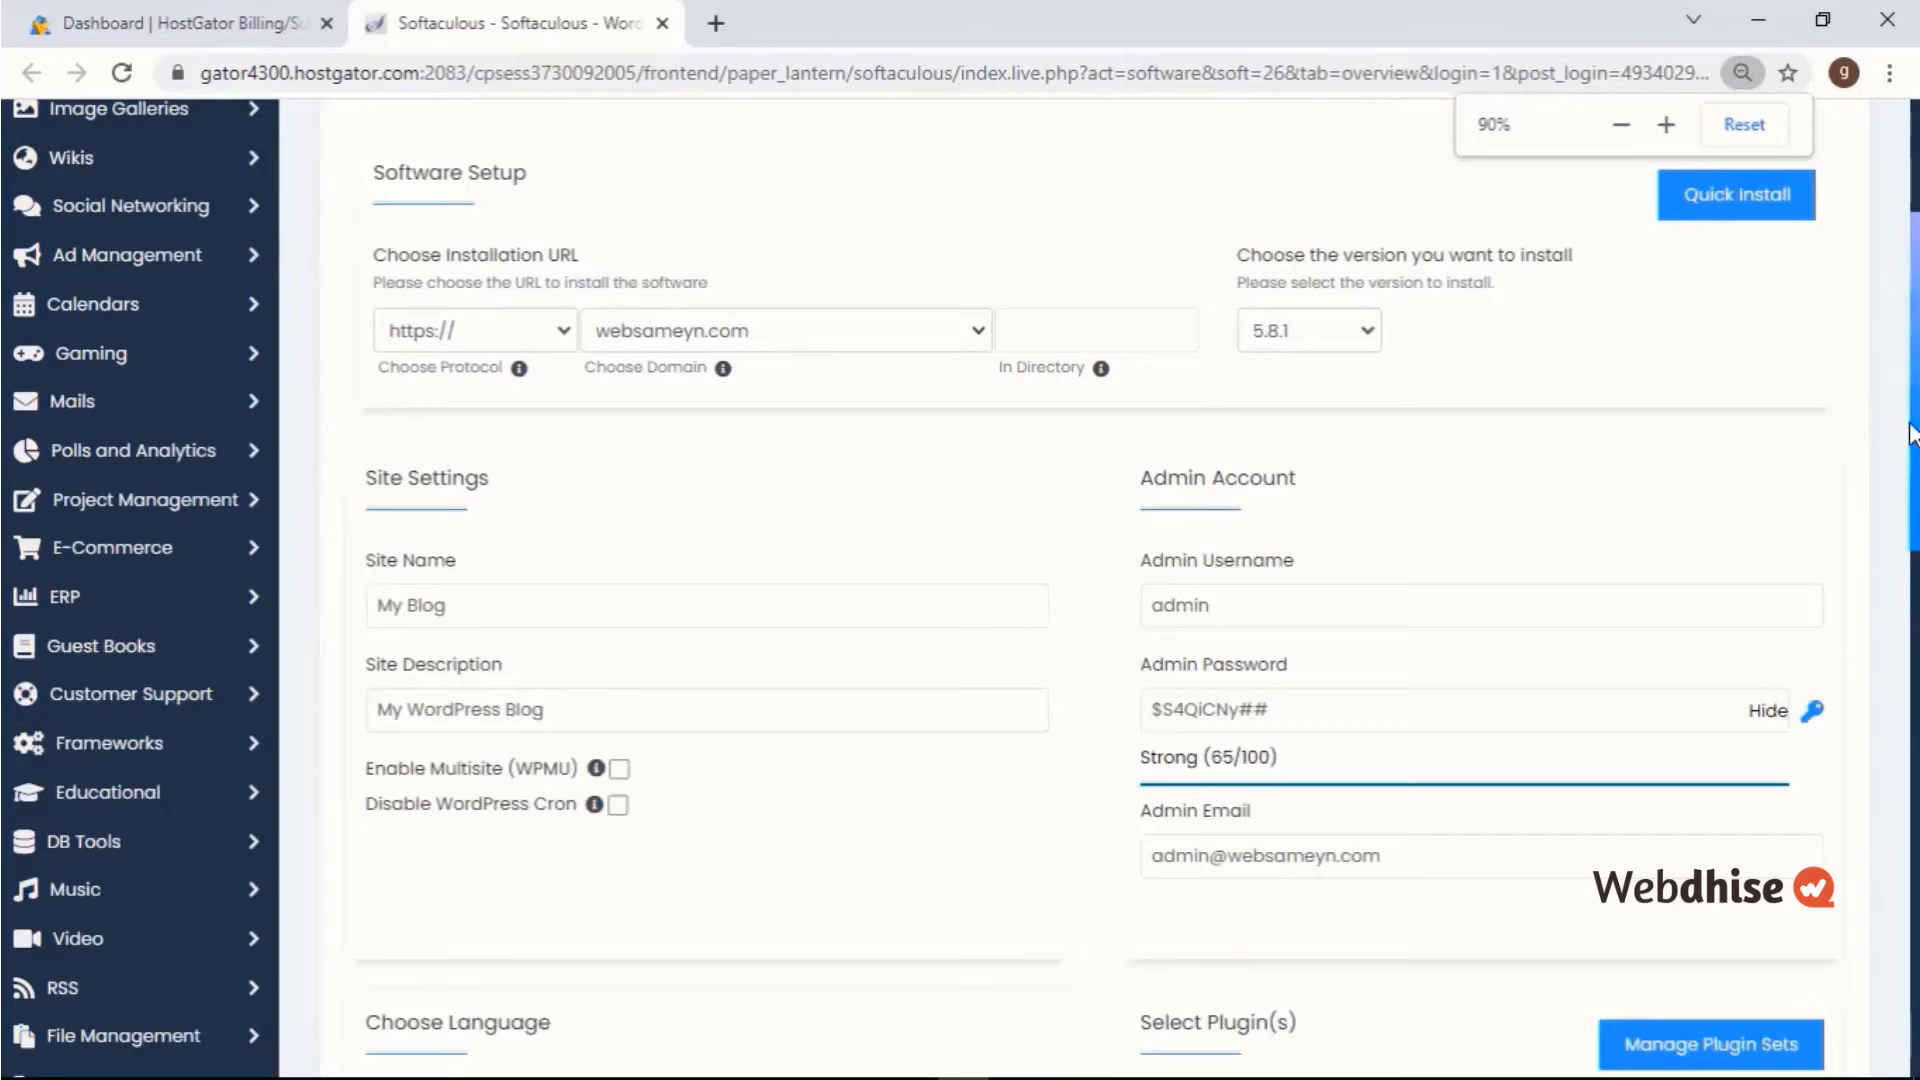 Dashboard | HostGator Billing/Su
Softaculous - Softaculous - Word
gator4300.hostgator.com:2083/cpsess3730092005/frontend/paper_lantern/softaculous/index.live.php?act=software&soft=26&tab=overview&login=1&post_login=4934029...
g
90%
Reset
Image Galleries
Wikis
Social Networking
Ad Management
Calendars
Gaming
Mails
Polls and Analytics
Project Management
E-Commerce
ERP
Guest Books
Customer Support
Frameworks
Educational
DB Tools
Music
Video
RSS
File Management
Software Setup
Quick Install
Choose Installation URL
Please choose the URL to install the software
https://
websameyn.com
Choose Protocol
Choose Domain
In Directory
Choose the version you want to install
Please select the version to install.
5.8.1
Site Settings
Site Name
My Blog
Site Description
My WordPress Blog
Enable Multisite (WPMU)
Disable WordPress Cron
Admin Account
Admin Username
admin
Admin Password
$S4QiCNy##
Hide
Strong (65/100)
Admin Email
admin@websameyn.com
Webdhise
Choose Language
Select Plugin(s)
Manage Plugin Sets